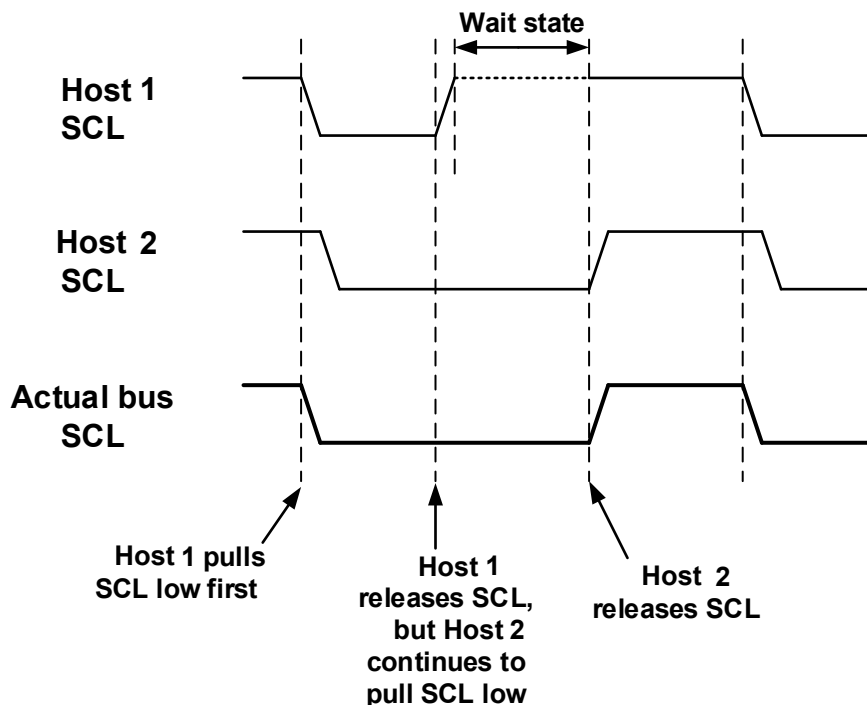 Wait state
Host 1
SCL
Host 2
SCL
Actual bus
SCL
Host 1 pulls
SCL low first
Host 1
releases SCL,
but Host 2
continues to
pull SCL low
Host 2
releases SCL